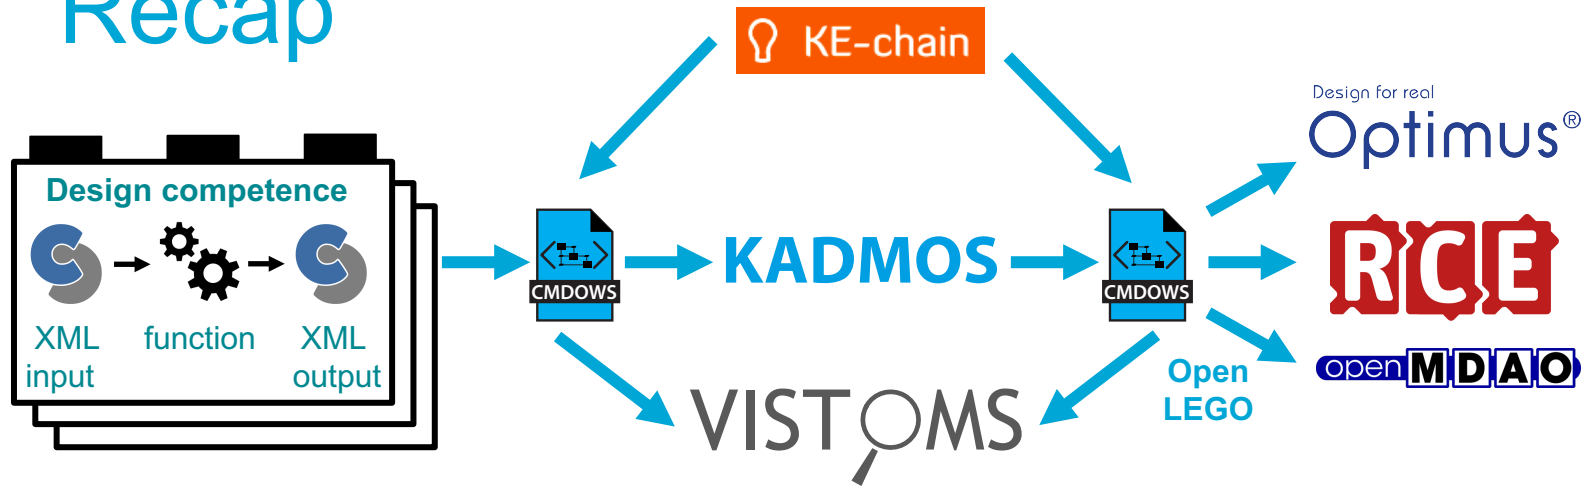 Recap
KE-chain
Design for real
Optimus®
Design competence
XML
input
function
XML
output
CMDOWS
KADMOS
CMDOWS
RCE
Open
LEGO
openMDAO
VISTOMS